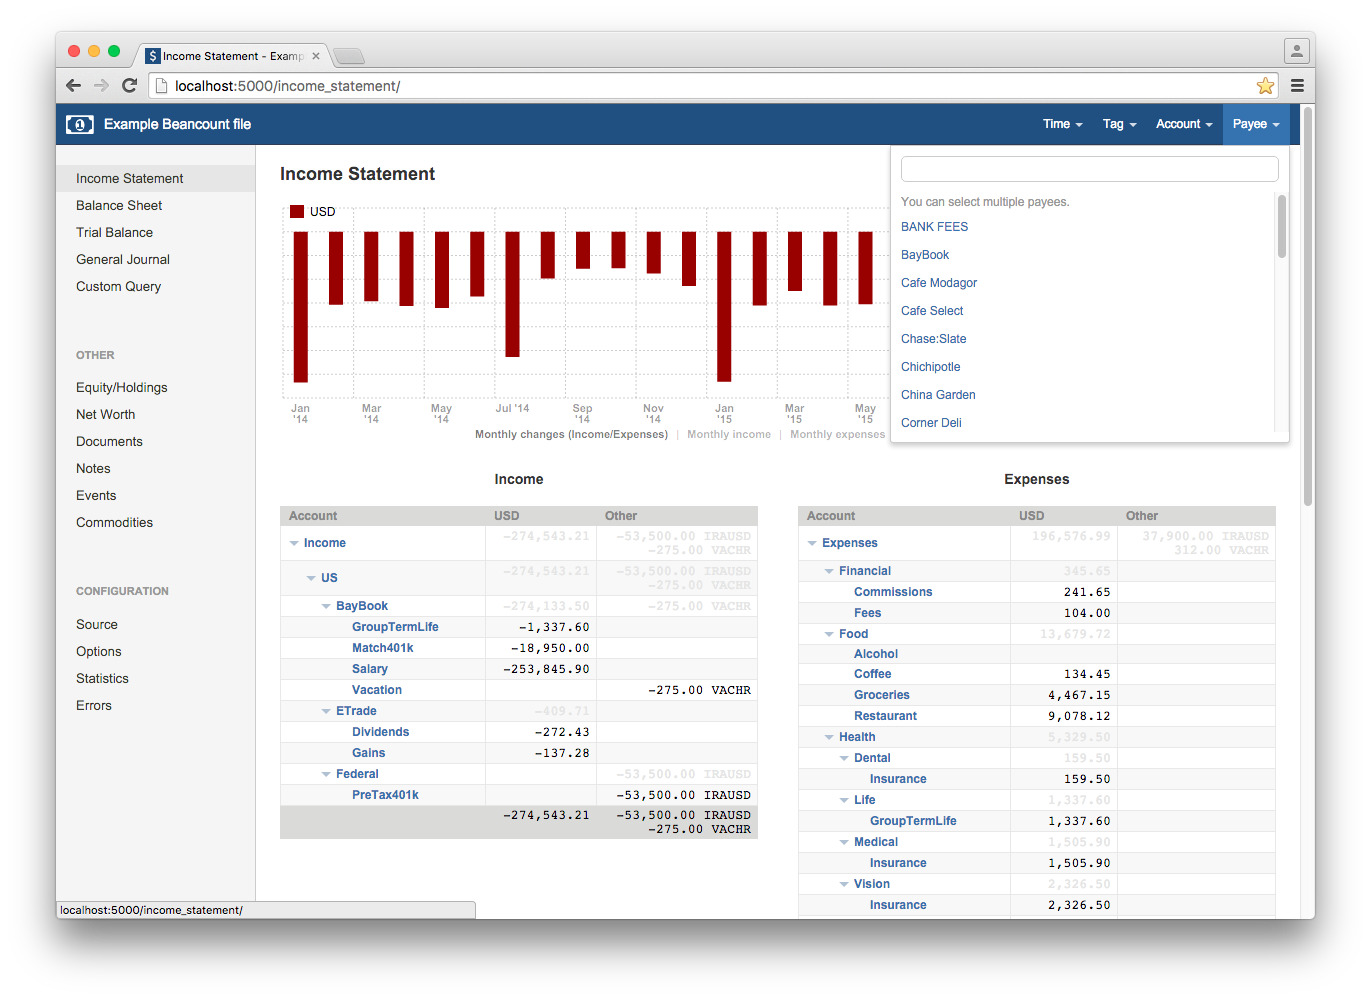 Income Statement - Examp
localhost:5000/income_statement/
Example Beancount file
Time
Tag
Account
Payee
Income Statement
Balance Sheet
Trial Balance
General Journal
Custom Query
OTHER
Equity/Holdings
Net Worth
Documents
Notes
Events
Commodities
CONFIGURATION
Source
Options
Statistics
Errors
Income Statement
USD
Jan '14
Mar '14
May '14
Jul '14
Sep '14
Nov '14
Jan '15
Mar '15
May '15
Monthly changes (Income/Expenses) | Monthly income | Monthly expenses
You can select multiple payees.
BANK FEES
BayBook
Cafe Modagor
Cafe Select
Chase:Slate
Chichipotle
China Garden
Corner Deli
Income
Account USD Other
Income -274,543.21 -53,500.00 IRAUSD
-275.00 VACHR
US -274,543.21 -53,500.00 IRAUSD
-275.00 VACHR
BayBook -274,133.50 -275.00 VACHR
GroupTermLife -1,337.60
Match401k -18,950.00
Salary -253,845.90
Vacation -275.00 VACHR
ETrade -409.71
Dividends -272.43
Gains -137.28
Federal -53,500.00 IRAUSD
PreTax401k -53,500.00 IRAUSD
-274,543.21 -53,500.00 IRAUSD
-275.00 VACHR
Expenses
Account USD Other
Expenses 196,576.99 37,900.00 IRAUSD
312.00 VACHR
Financial 345.65
Commissions 241.65
Fees 104.00
Food 13,679.72
Alcohol
Coffee 134.45
Groceries 4,467.15
Restaurant 9,078.12
Health 5,329.50
Dental 159.50
Insurance 159.50
Life 1,337.60
GroupTermLife 1,337.60
Medical 1,505.90
Insurance 1,505.90
Vision 2,326.50
Insurance 2,326.50
localhost:5000/income_statement/